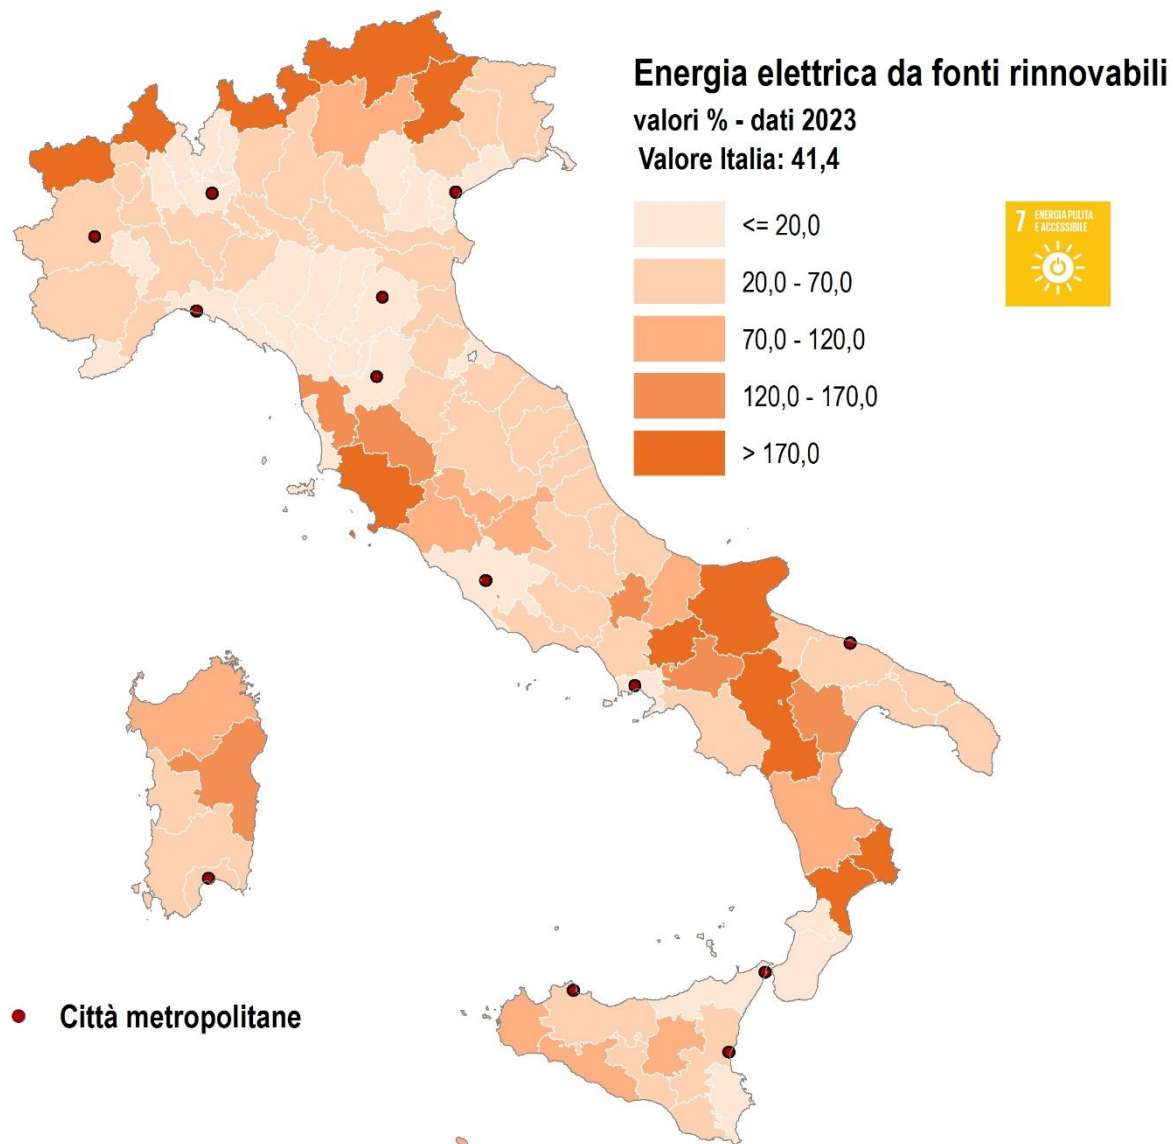 Energia elettrica da fonti rinnovabili
valori % - dati 2023
Valore Italia: 41,4
<= 20,0
20,0 - 70,0
70,0 - 120,0
120,0 - 170,0
> 170,0
7 ENERGIA PULITA
E ACCESSIBILE
Città metropolitane